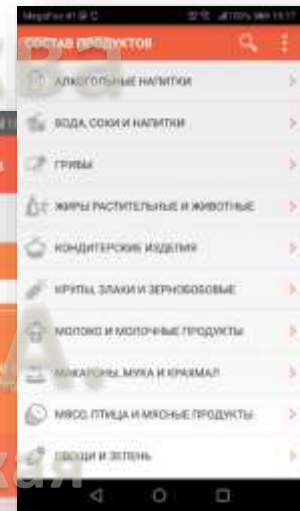 СОСТАВ ПРОДУКТОВ
АЛКОГОЛЬНЫЕ НАПИТКИ
ВОДА, СОКИ И НАПИТКИ
ГРИБЫ
ЖИРЫ РАСТИТЕЛЬНЫЕ И ЖИВОТНЫЕ
КОНДИТЕРСКИЕ ИЗДЕЛИЯ
КРУПЫ, ЗЛАКИ И ЗЕРНОБОБОВЫЕ
МОЛОКО И МОЛОЧНЫЕ ПРОДУКТЫ
МАКАРОНЫ, МУКА И КРАХМАЛ
МЯСО, ПТИЦА И МЯСНЫЕ ПРОДУКТЫ
ОВОЩИ И ЗЕЛЕНЬ